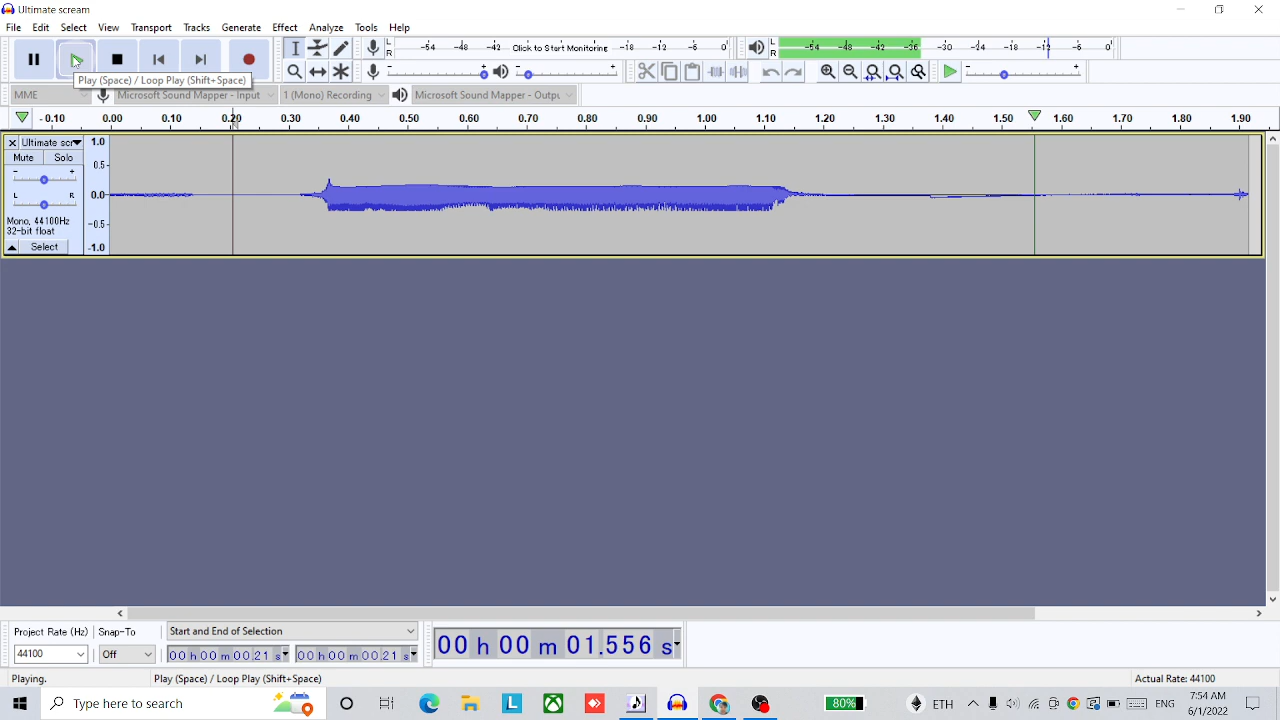 Ultimate scream
File Edit Select View Transport Tracks Generate Effect Analyze Tools Help
L R -54 -4 Click to Start Monitoring -18 -12 -6 0
L R -54 -48 -42 -36 -30 -24 -18 -12 -6 0
Play (Space) / Loop Play (Shift+Space)
MME Microsoft Sound Mapper - Input 1 (Mono) Recording Microsoft Sound Mapper - Outpu
-0.10 0.00 0.10 0.20 0.30 0.40 0.50 0.60 0.70 0.80 0.90 1.00 1.10 1.20 1.30 1.40 1.50 1.60 1.70 1.80 1.90
Ultimate scr 1.0
Mute Solo
0.5
- +
L R 0.0
Mono, 44100Hz
32-bit float
-0.5
Select -1.0
Project Rate (Hz) Snap-To Start and End of Selection
44100 Off 00 h 00 m 00.21 s 00 h 00 m 00.21 s
00 h 00 m 01.556 s
Playing. Play (Space) / Loop Play (Shift+Space) Actual Rate: 44100
Type here to search 80% ETH ENG 7:54 AM
6/1/2022